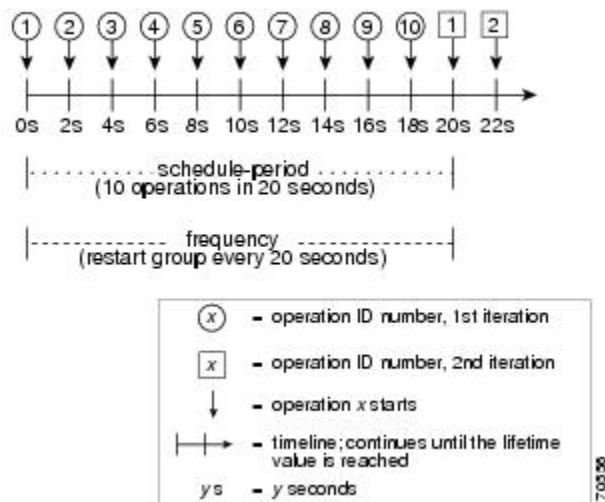 1 2 3 4 5 6 7 8 9 10 1 2
0s 2s 4s 6s 8s 10s 12s 14s 16s 18s 20s 22s
schedule-period
(10 operations in 20 seconds)
frequency
(restart group every 20 seconds)
x = operation ID number, 1st iteration
x = operation ID number, 2nd iteration
= operation x starts
= timeline; continues until the lifetime
value is reached
y s = y seconds
170556